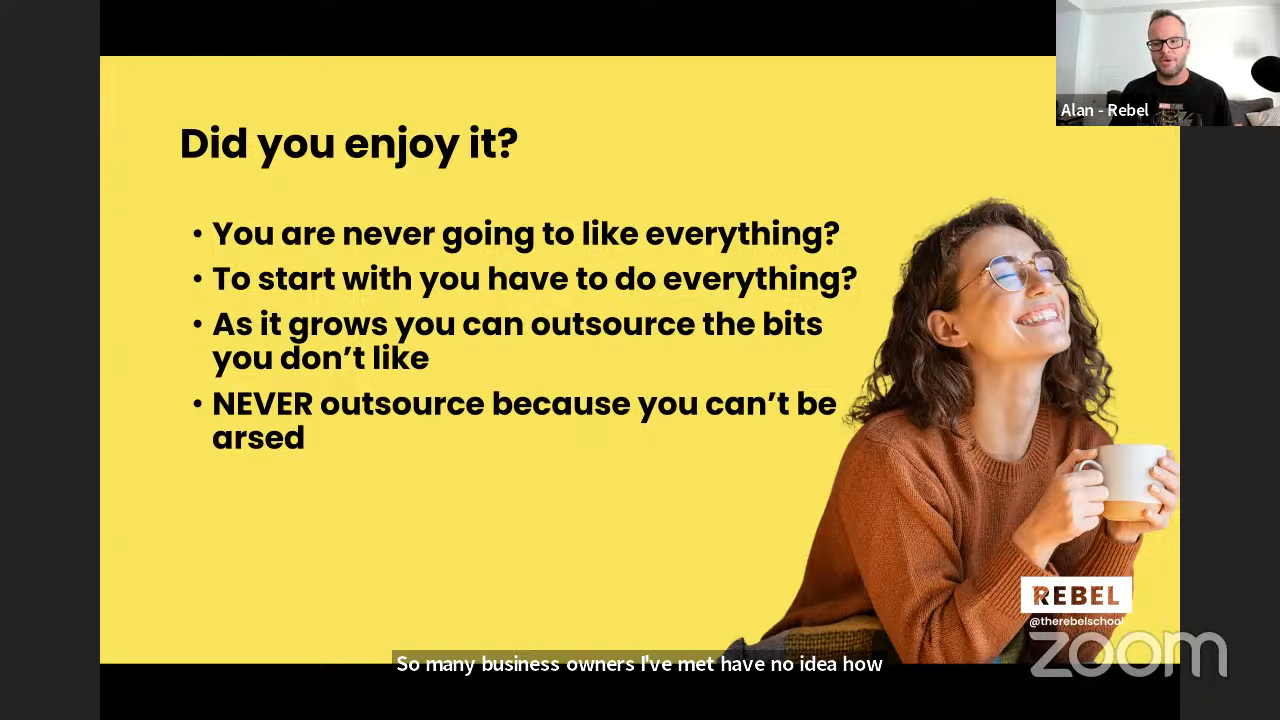 Alan - Rebel
Did you enjoy it?
• You are never going to like everything?
• To start with you have to do everything?
• As it grows you can outsource the bits
you don't like
• NEVER outsource because you can't be
arsed
REBEL
@therebelschool
zoom
So many business owners I've met have no idea how